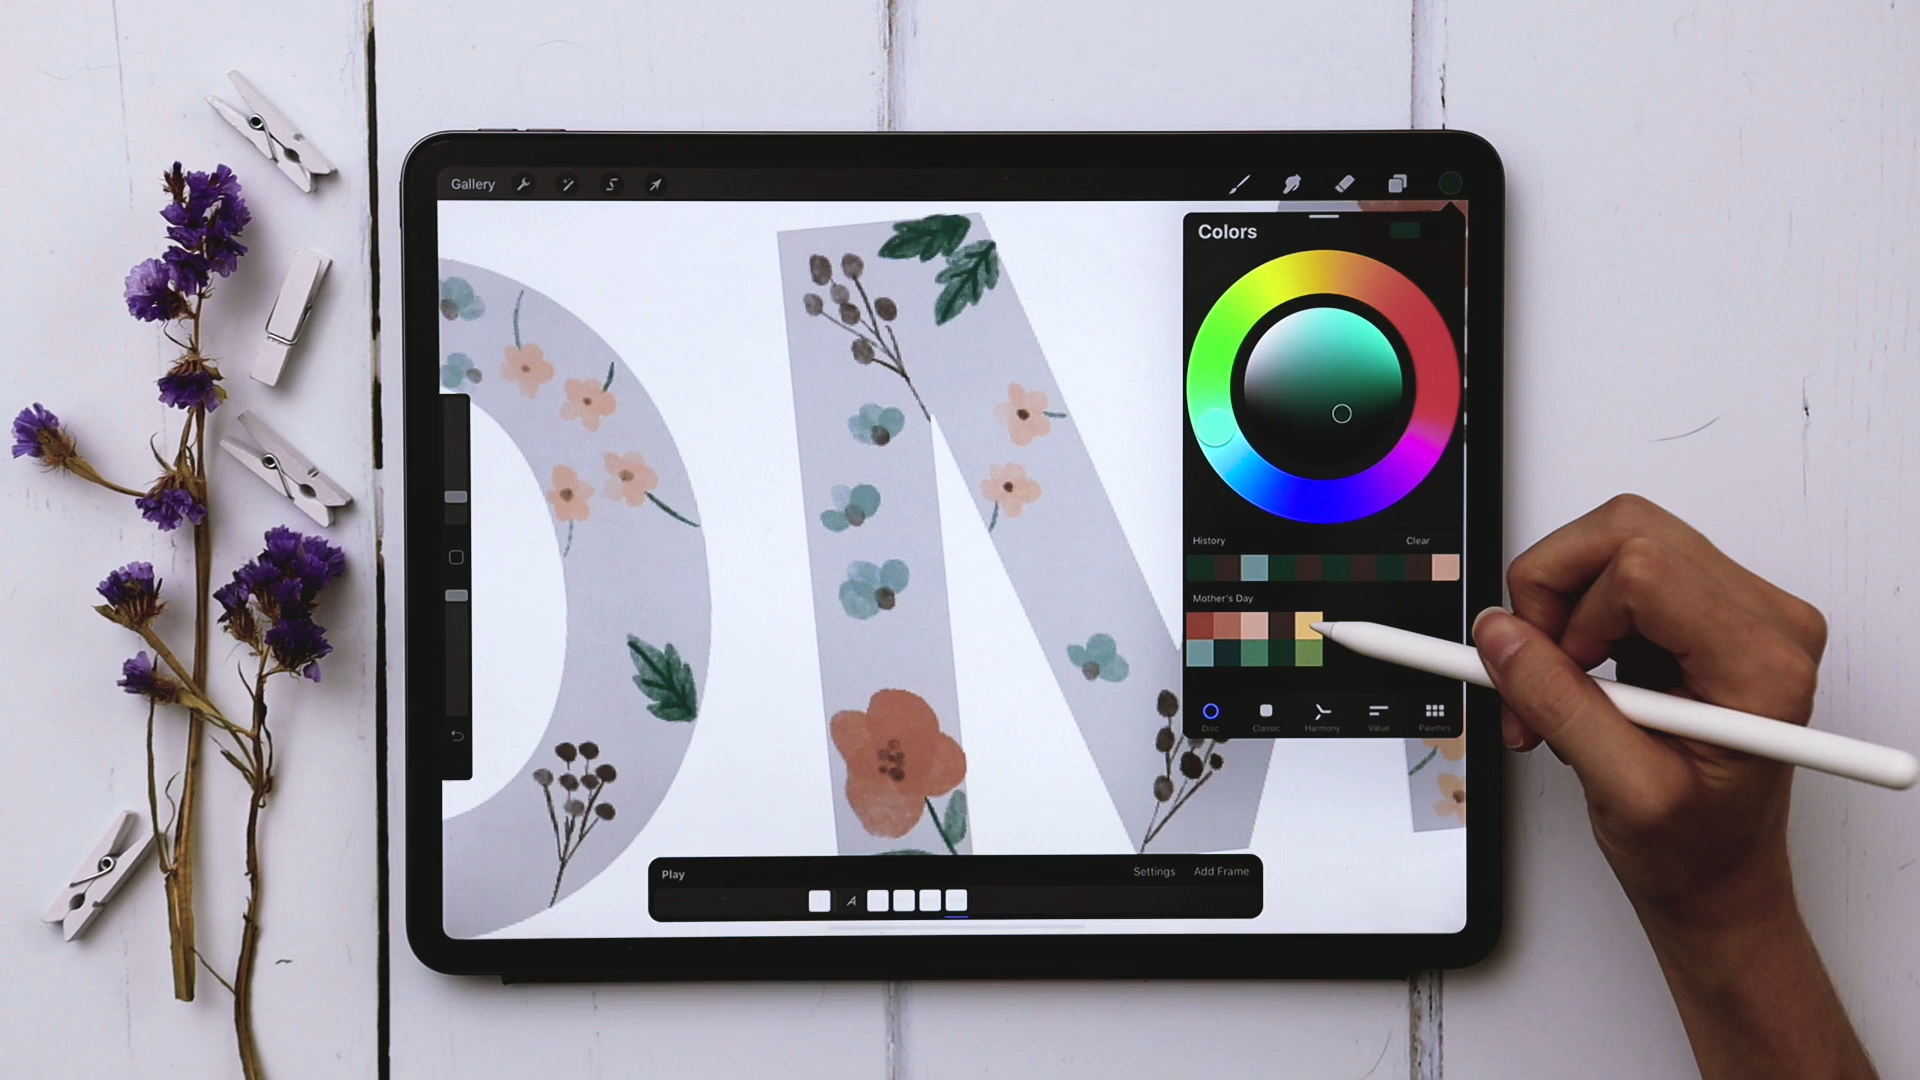 Gallery
Colors
History Clear
Mother's Day
Disc Classic Harmony Value Palettes
Play Settings Add Frame
A